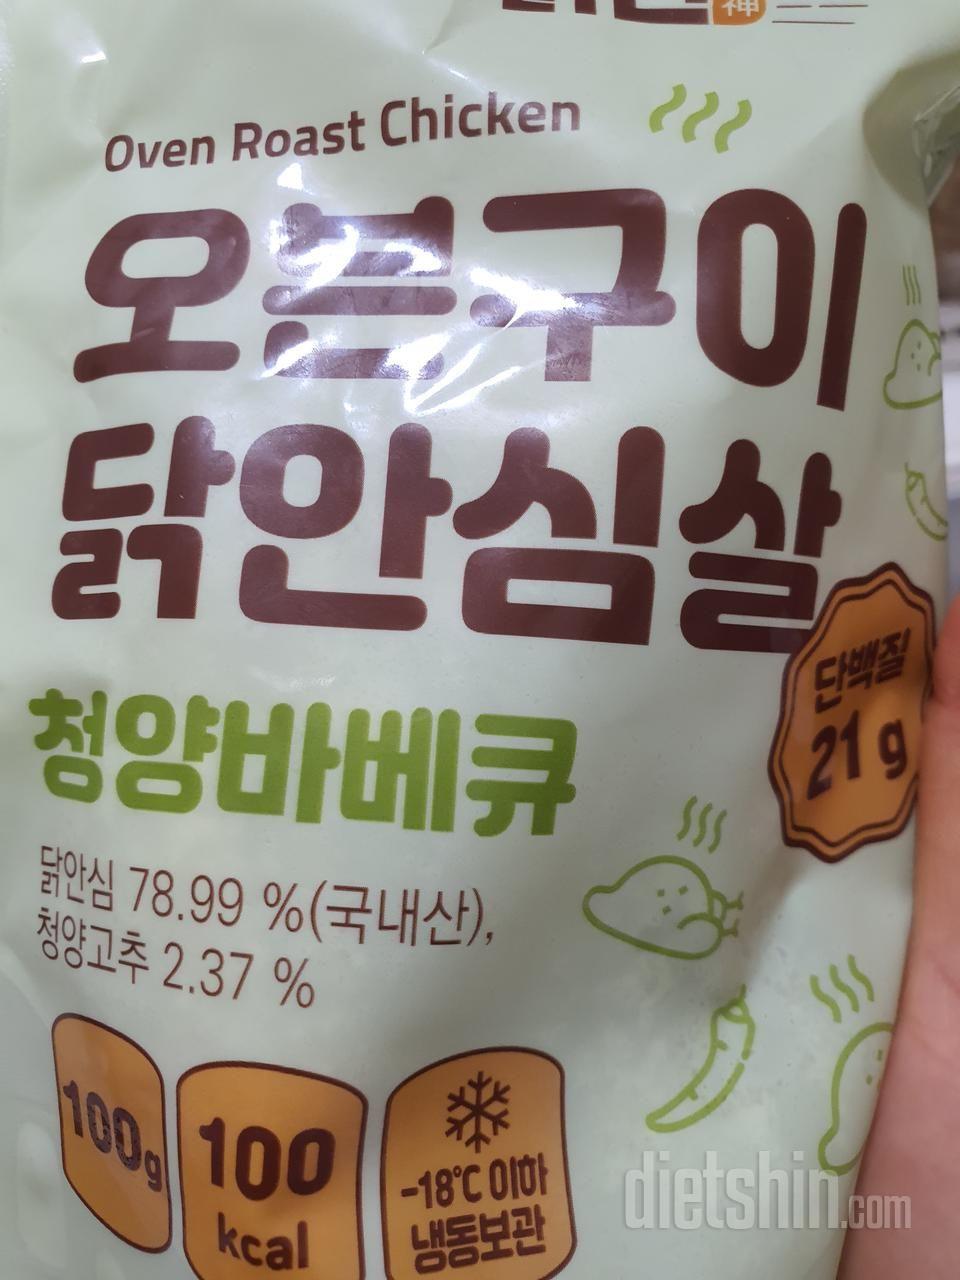 神
Oven Roast Chicken
오븐구이
닭안심살
단백질
21 g
청양바베큐
닭안심 78.99 %(국내산),
청양고추 2.37 %
100g
100
kcal
-18℃ 이하
냉동보관
dietshin.com